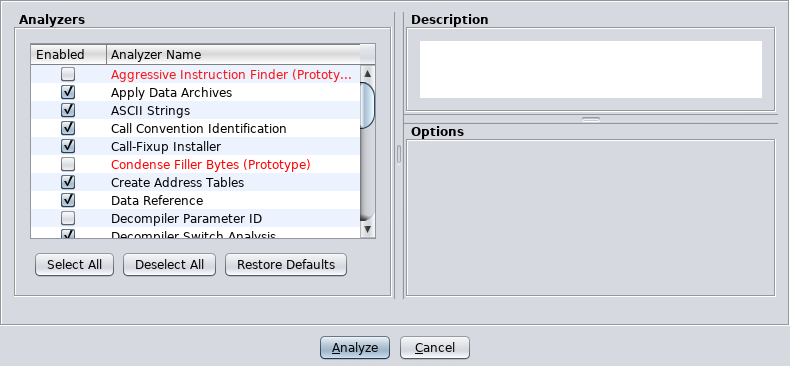 Analyzers
Enabled Analyzer Name
Aggressive Instruction Finder (Prototy...
Apply Data Archives
ASCII Strings
Call Convention Identification
Call-Fixup Installer
Condense Filler Bytes (Prototype)
Create Address Tables
Data Reference
Decompiler Parameter ID
Decompiler Switch Analysis
Select All Deselect All Restore Defaults
Description
Options
Analyze Cancel